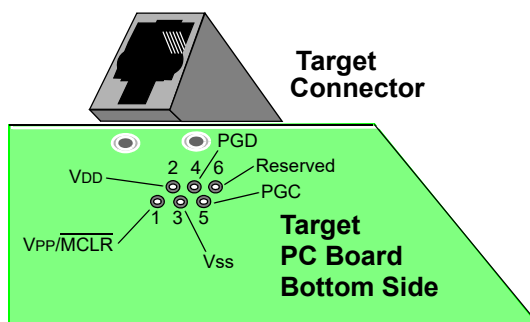 Target
Connector
PGD
2 4 6
Reserved
VDD
PGC
1 3 5
VPP/MCLR
Vss
Target
PC Board
Bottom Side